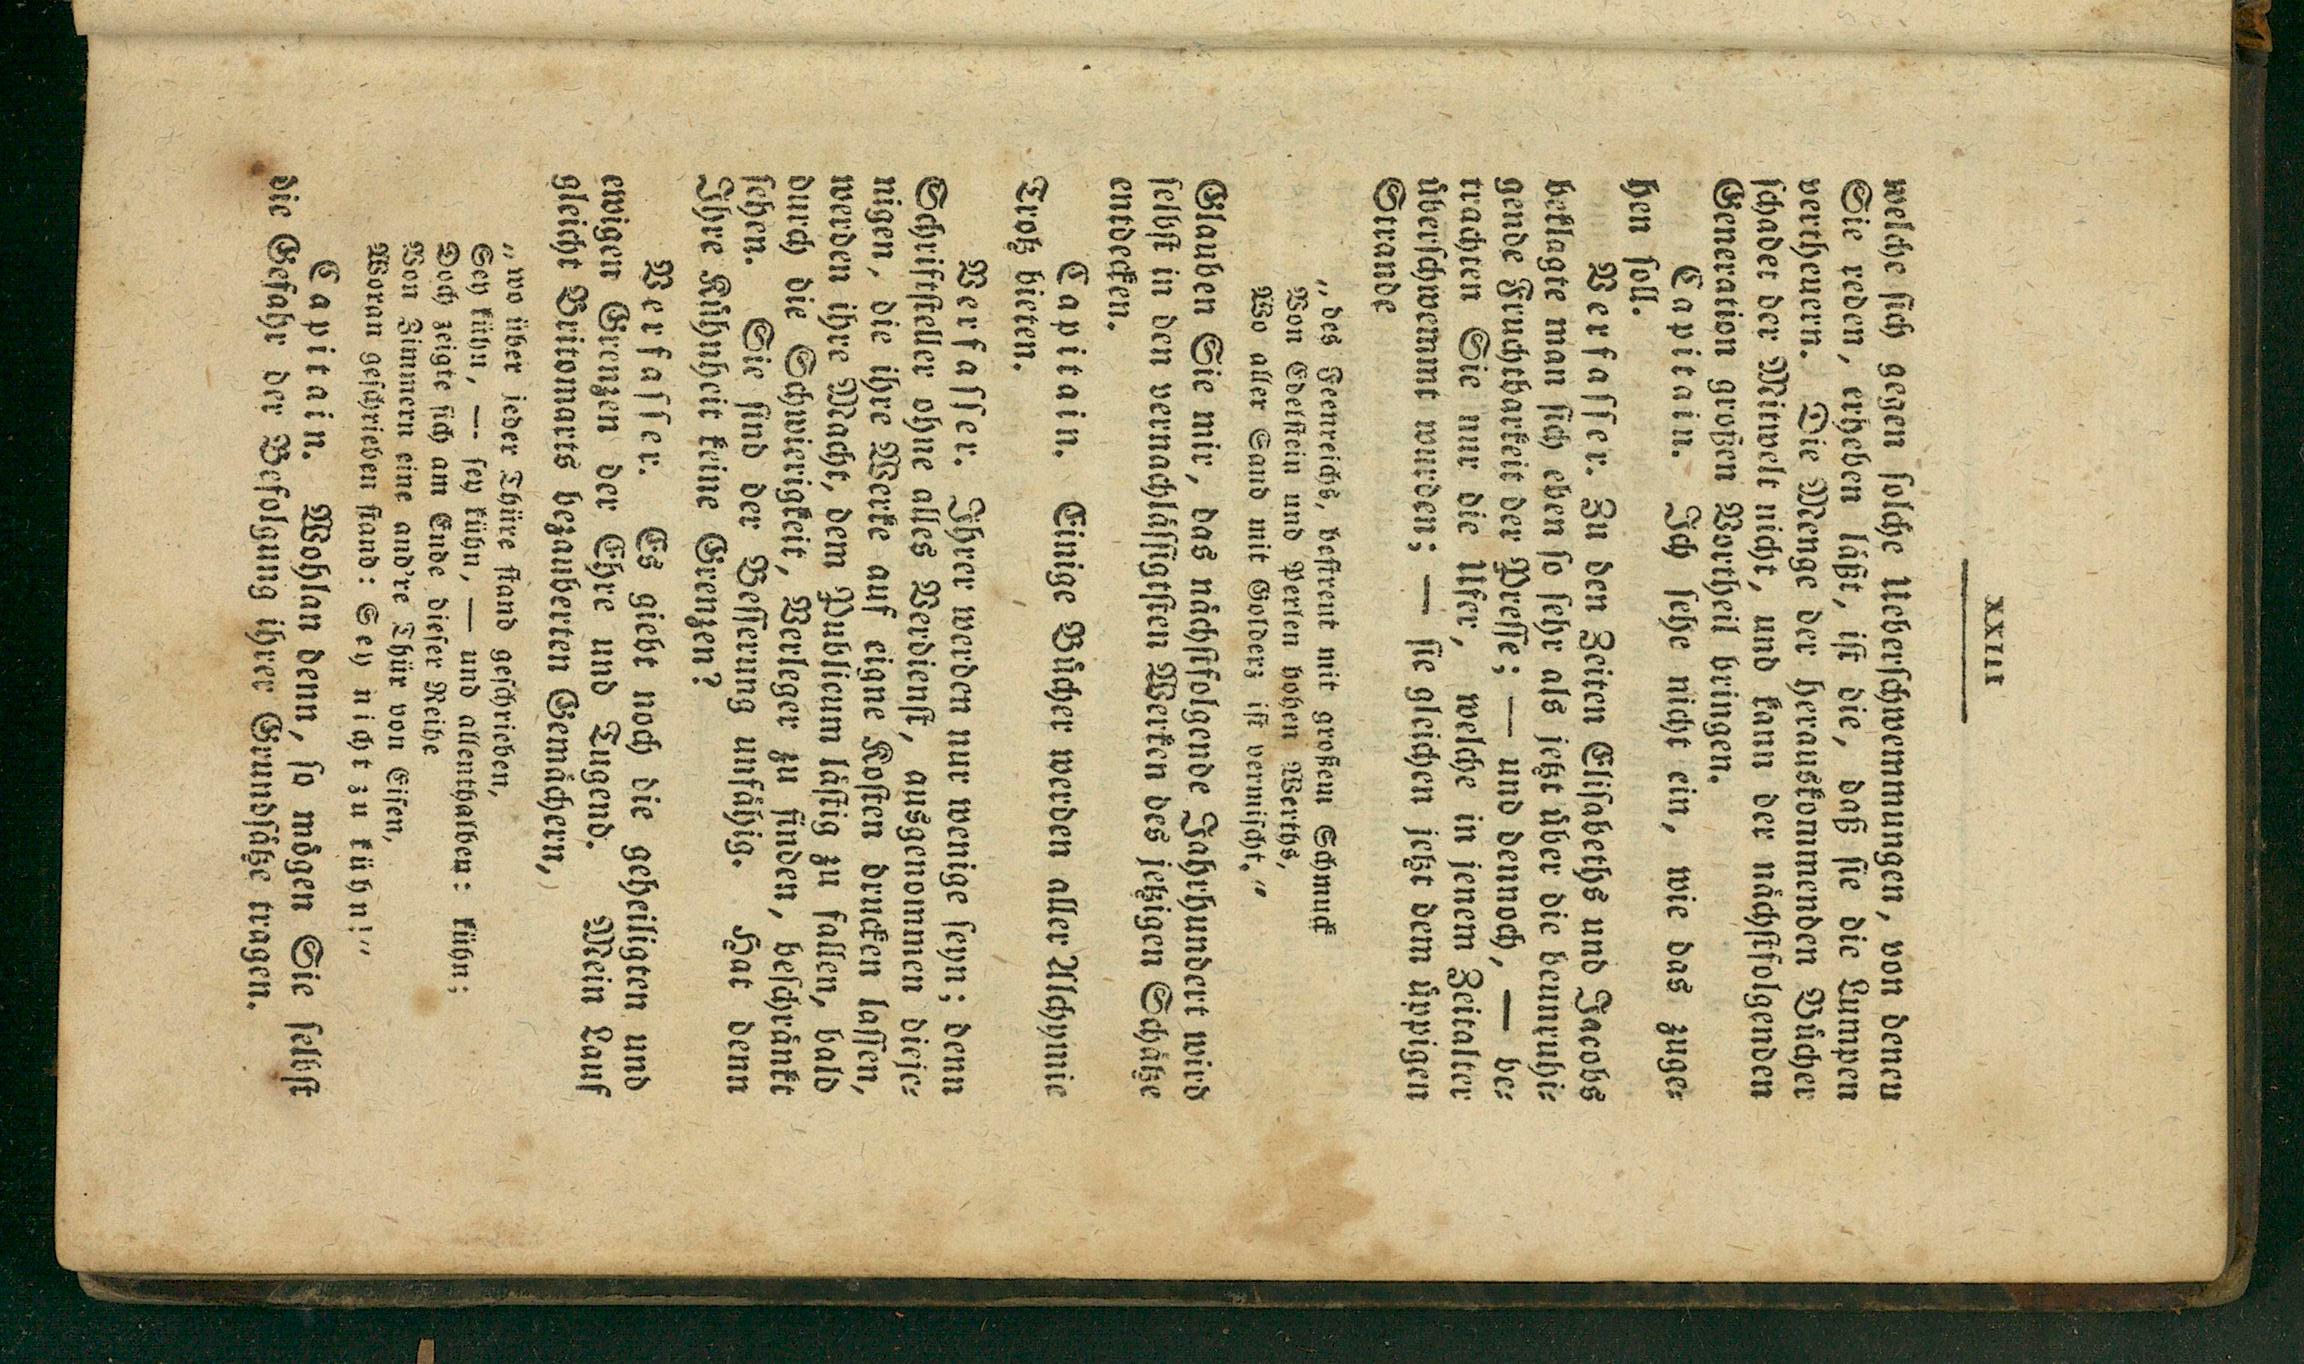 XXIII
welche ſich gegen ſolche Ueberſchwemmungen, von denen
Sie reden, erheben läßt, iſt die, daß ſie die Lumpen
vertheuern. Die Menge der herauskommenden Bücher
ſchadet der Mitwelt nicht, und kann der nächſtfolgenden
Generation großen Vortheil bringen.
Capitain. Ich ſehe nicht ein, wie das zuge⸗
hen ſoll.
Verfaſſer. Zu den Zeiten Eliſabeths und Jacobs
beklagte man ſich eben ſo ſehr als jetzt über die beunruhi⸗
gende Fruchtbarkeit der Preſſe; — und dennoch, — be⸗
trachten Sie nur die Ufer, welche in jenem Zeitalter
überſchwemmt wurden; — ſie gleichen jetzt dem üppigen
Strande
„des Feenreichs, beſtreut mit großem Schmuck
Von Edelſtein und Perlen hohen Werths,
Wo aller Sand mit Golderz iſt vermiſcht.“
Glauben Sie mir, das nächſtfolgende Jahrhundert wird
ſelbſt in den vernachläſſigtſten Werken des jetzigen Schätze
entdecken.
Capitain. Einige Bücher werden aller Alchymie
Trotz bieten.
Verfaſſer. Ihrer werden nur wenige ſeyn; denn
Schriftſteller ohne alles Verdienſt, ausgenommen dieje⸗
nigen, die ihre Werke auf eigne Koſten drucken laſſen,
werden ihre Macht, dem Publicum läſtig zu fallen, bald
durch die Schwierigkeit, Verleger zu finden, beſchränkt
ſehen. Sie ſind der Beſſerung unfähig. Hat denn
Ihre Kühnheit keine Grenzen?
Verfaſſer. Es giebt noch die geheiligten und
ewigen Grenzen der Ehre und Tugend. Mein Lauf
gleicht Britomarts bezauberten Gemächern,
„wo über jeder Thüre ſtand geſchrieben,
Sey kühn, — ſey kühn, — und allenthalben: kühn;
Doch zeigte ſich am Ende dieſer Reihe
Von Zimmern eine and're Thür von Eiſen,
Woran geſchrieben ſtand: Sey nicht zu kühn!“
Capitain. Wohlan denn, ſo mögen Sie ſelbſt
die Gefahr der Befolgung ihrer Grundſätze tragen.